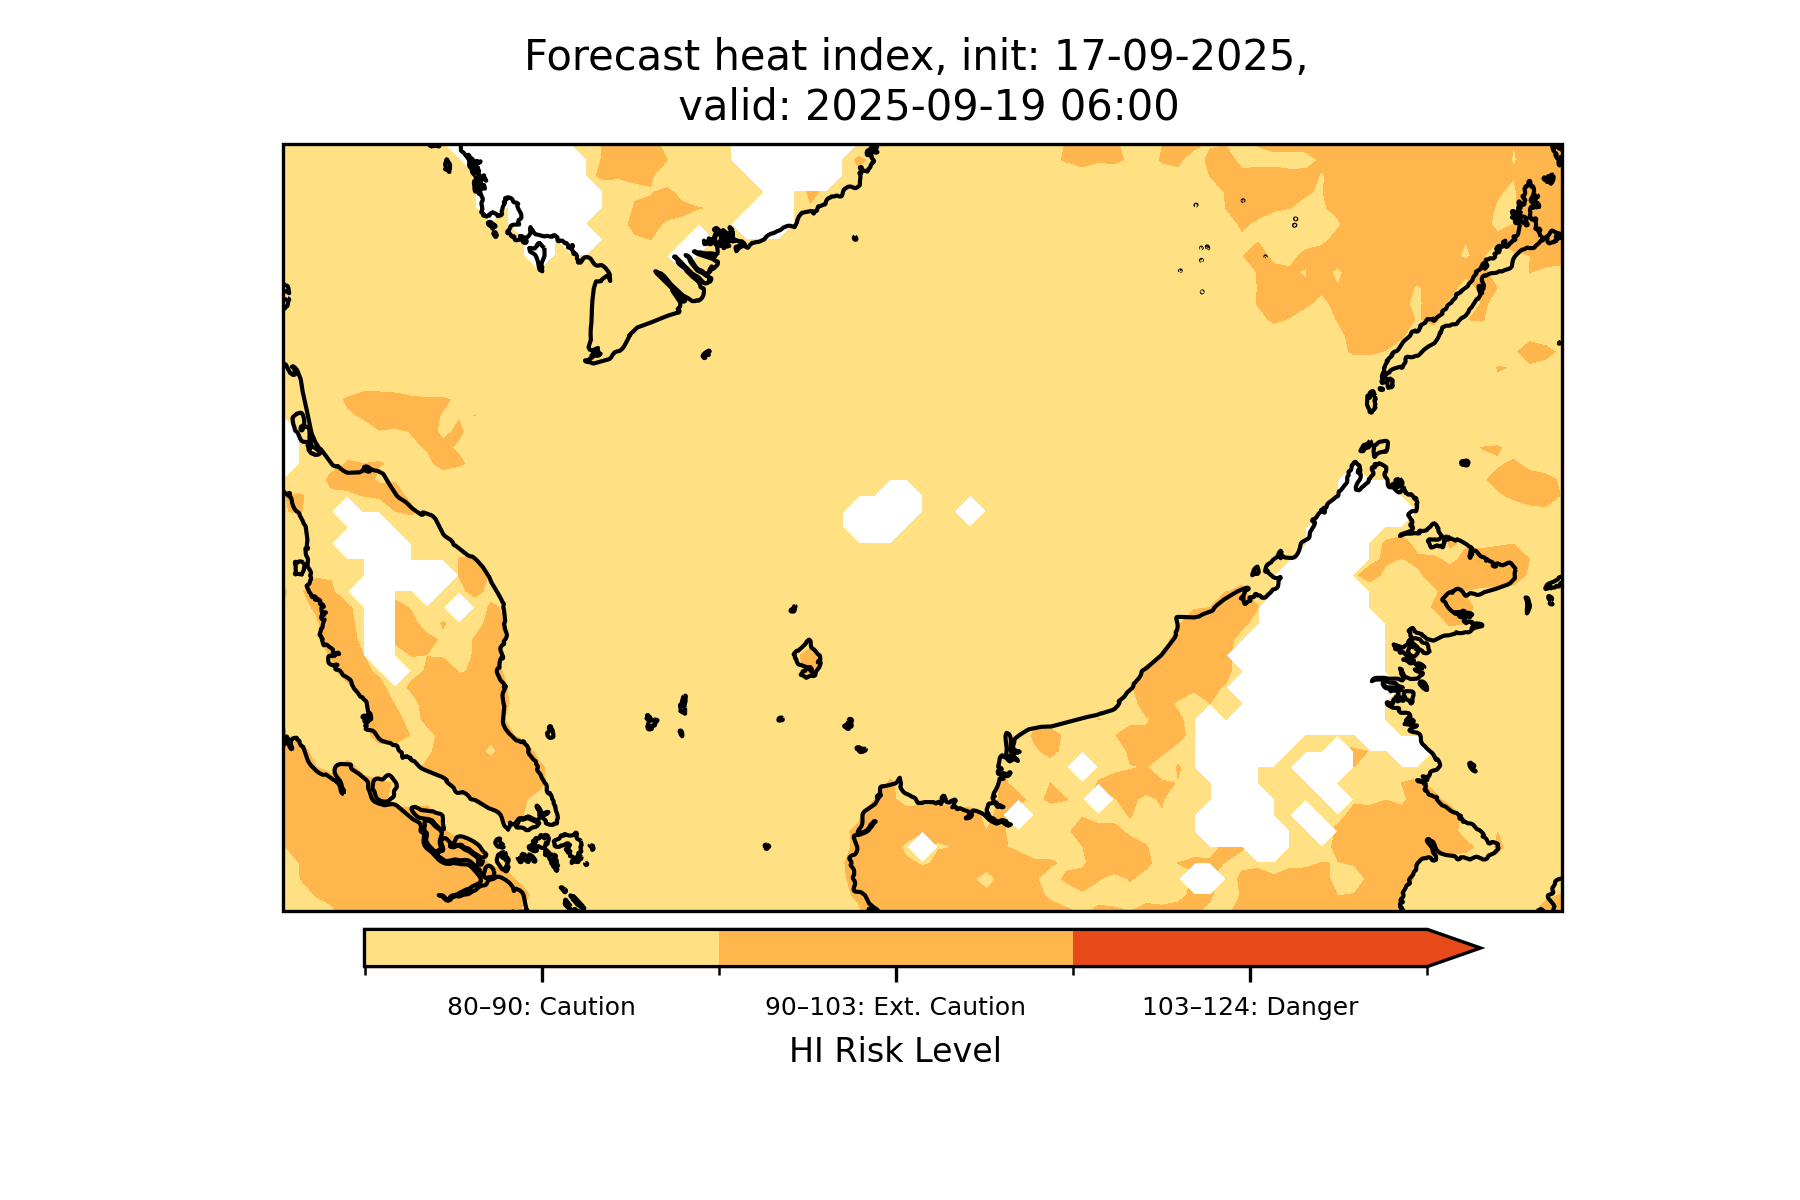 Forecast heat index, init: 17-09-2025,
valid: 2025-09-19 06:00
80–90: Caution
90–103: Ext. Caution
103–124: Danger
HI Risk Level